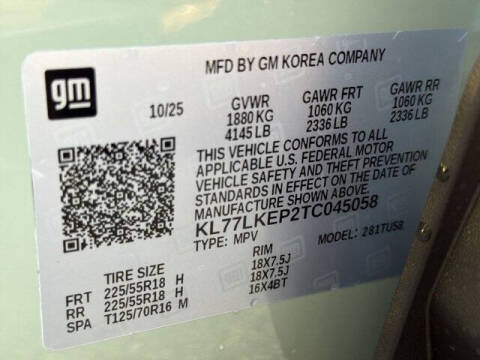 gm
MFD BY GM KOREA COMPANY
10/25 GVWR GAWR FRT GAWR RR
1880 KG 1060 KG 1060 KG
4145 LB 2336 LB 2336 LB
THIS VEHICLE CONFORMS TO ALL
APPLICABLE U.S. FEDERAL MOTOR
VEHICLE SAFETY AND THEFT PREVENTION
STANDARDS IN EFFECT ON THE DATE OF
MANUFACTURE SHOWN ABOVE.
KL77LKEP2TC045058
TYPE: MPV MODEL: 281TU58
TIRE SIZE RIM
FRT 225/55R18 H 18X7.5J
RR 225/55R18 H 18X7.5J
SPA T125/70R16 M 16X4BT